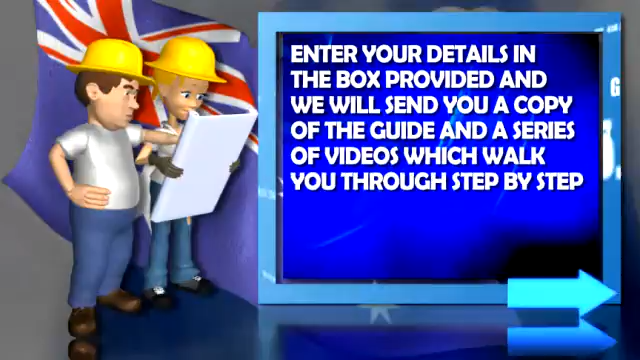 ENTER YOUR DETAILS IN
THE BOX PROVIDED AND
WE WILL SEND YOU A COPY
OF THE GUIDE AND A SERIES
OF VIDEOS WHICH WALK
YOU THROUGH STEP BY STEP